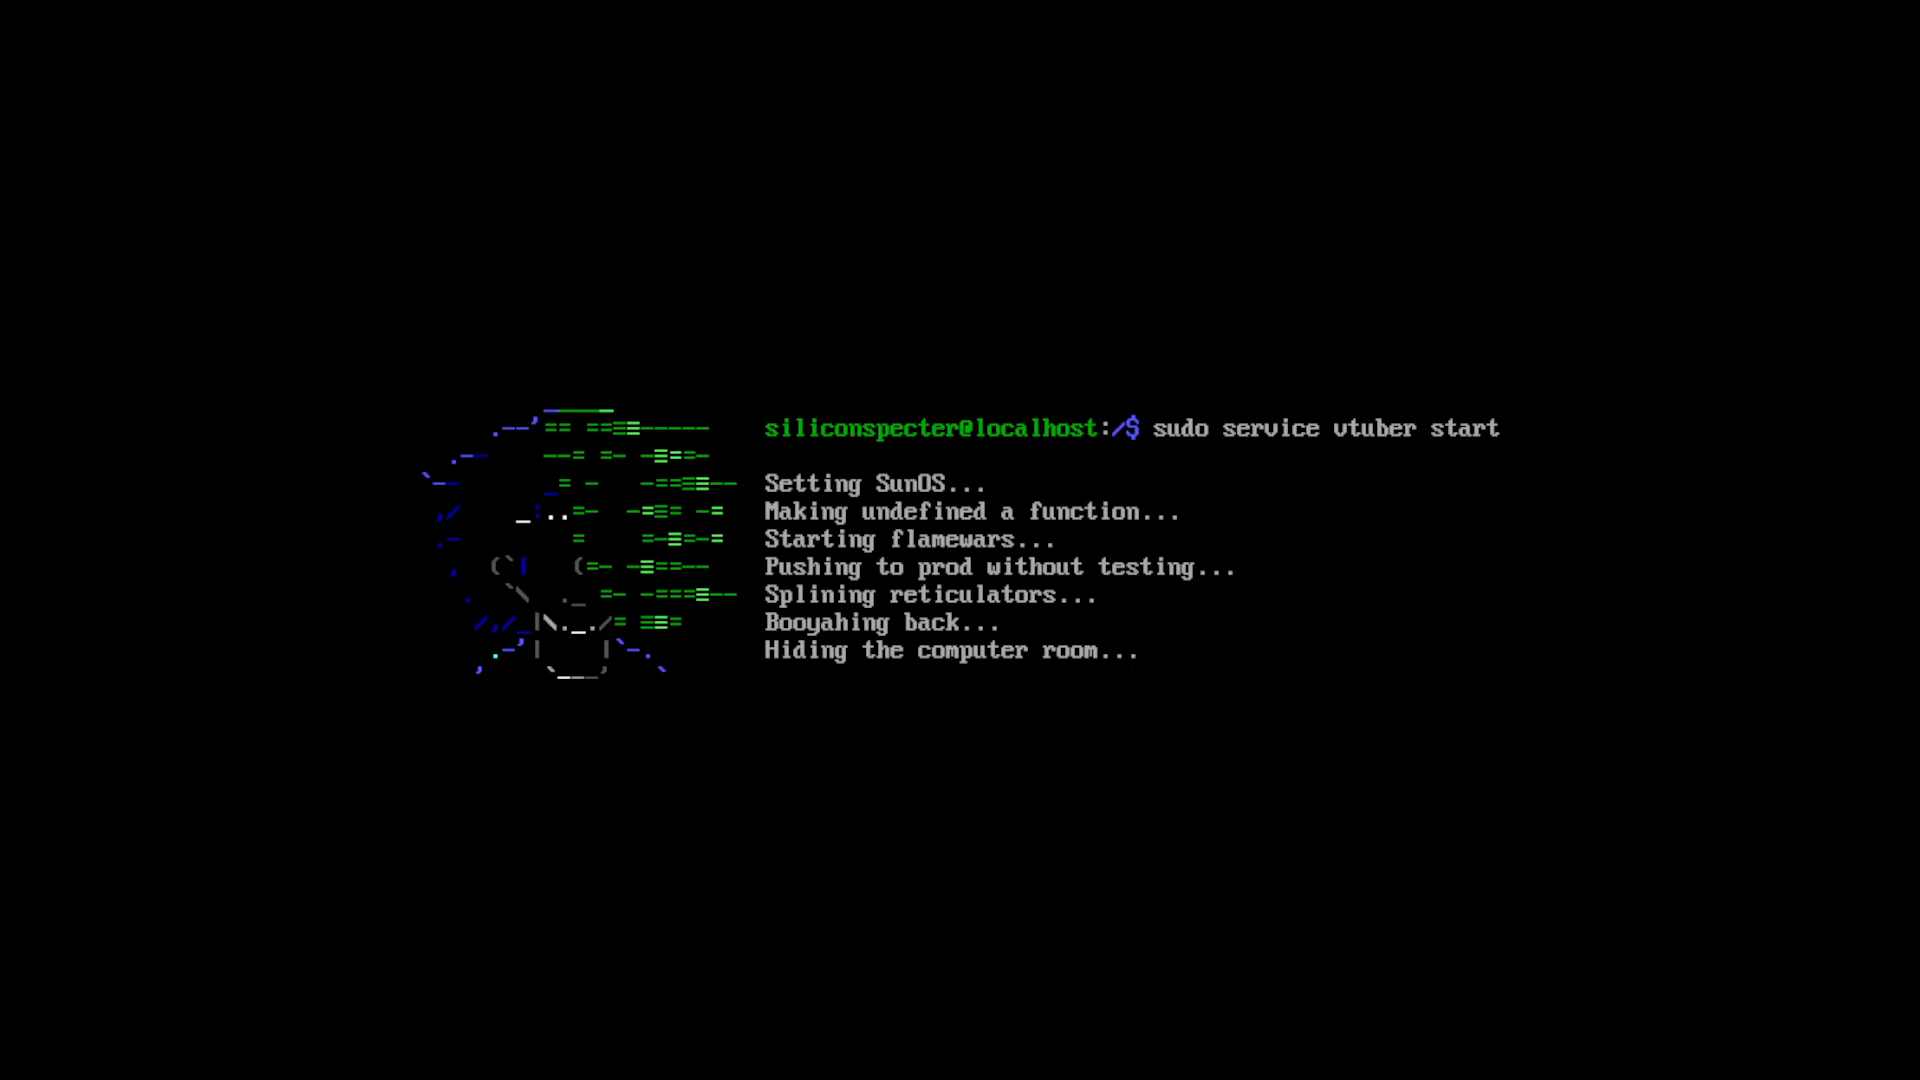 siliconspecter@localhost:/$ sudo service vtuber start
Setting SunOS...
Making undefined a function...
Starting flamewars...
Pushing to prod without testing...
Splining reticulators...
Booyahing back...
Hiding the computer room...